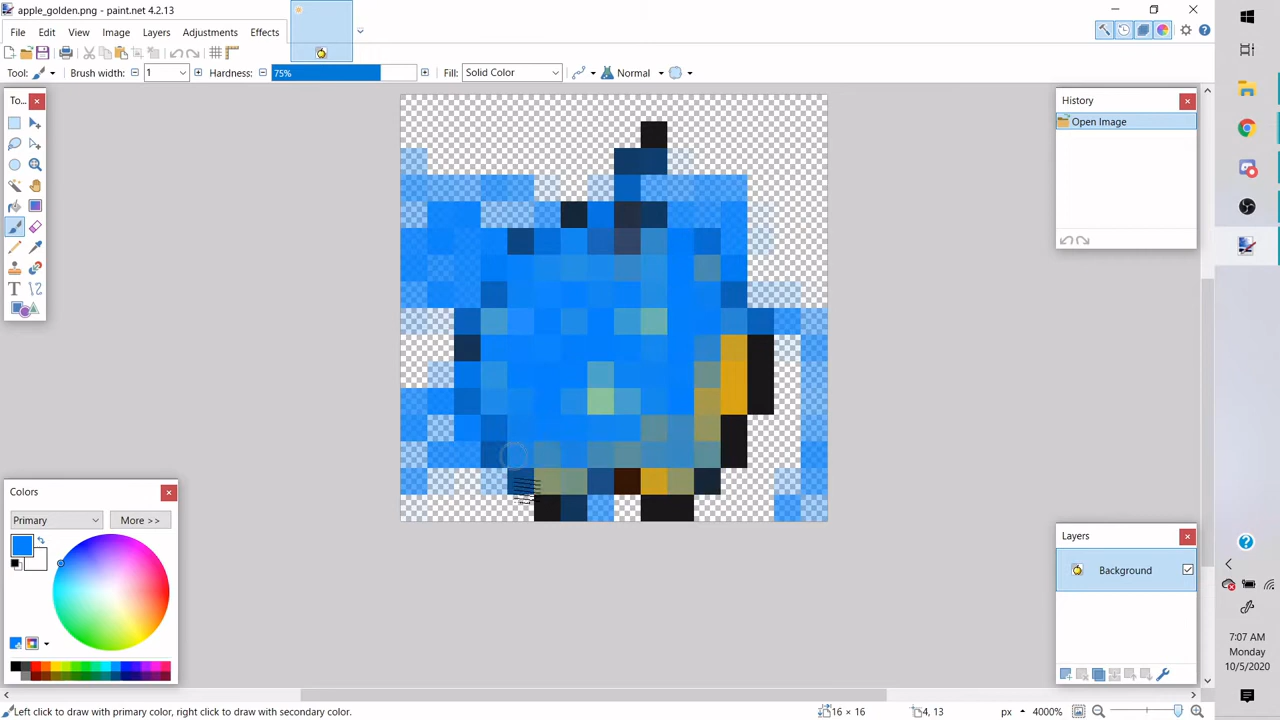 apple_golden.png - paint.net 4.2.13
File Edit View Image Layers Adjustments Effects
Tool: Brush width: 1 Hardness: 75% Fill: Solid Color Normal
To...
History
Open Image
Colors
Primary More >>
Layers
Background
7:07 AM
Monday
10/5/2020
Left click to draw with primary color, right click to draw with secondary color. 16 × 16 4, 13 px 4000%